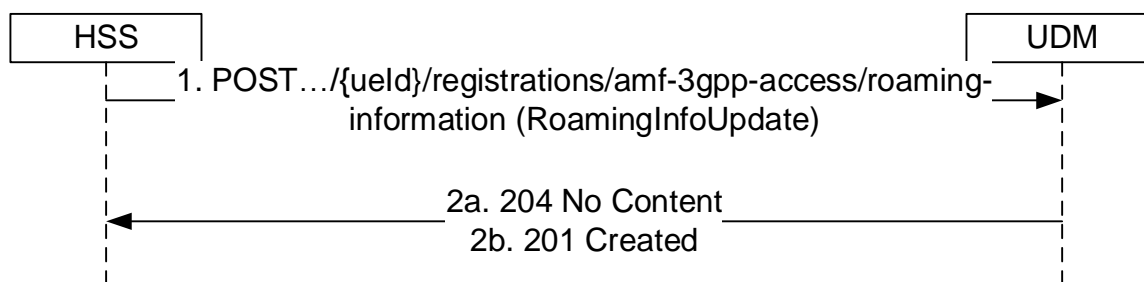 HSS
UDM
1. POST…/{ueId}/registrations/amf-3gpp-access/roaming-
information (RoamingInfoUpdate)
2a. 204 No Content
2b. 201 Created